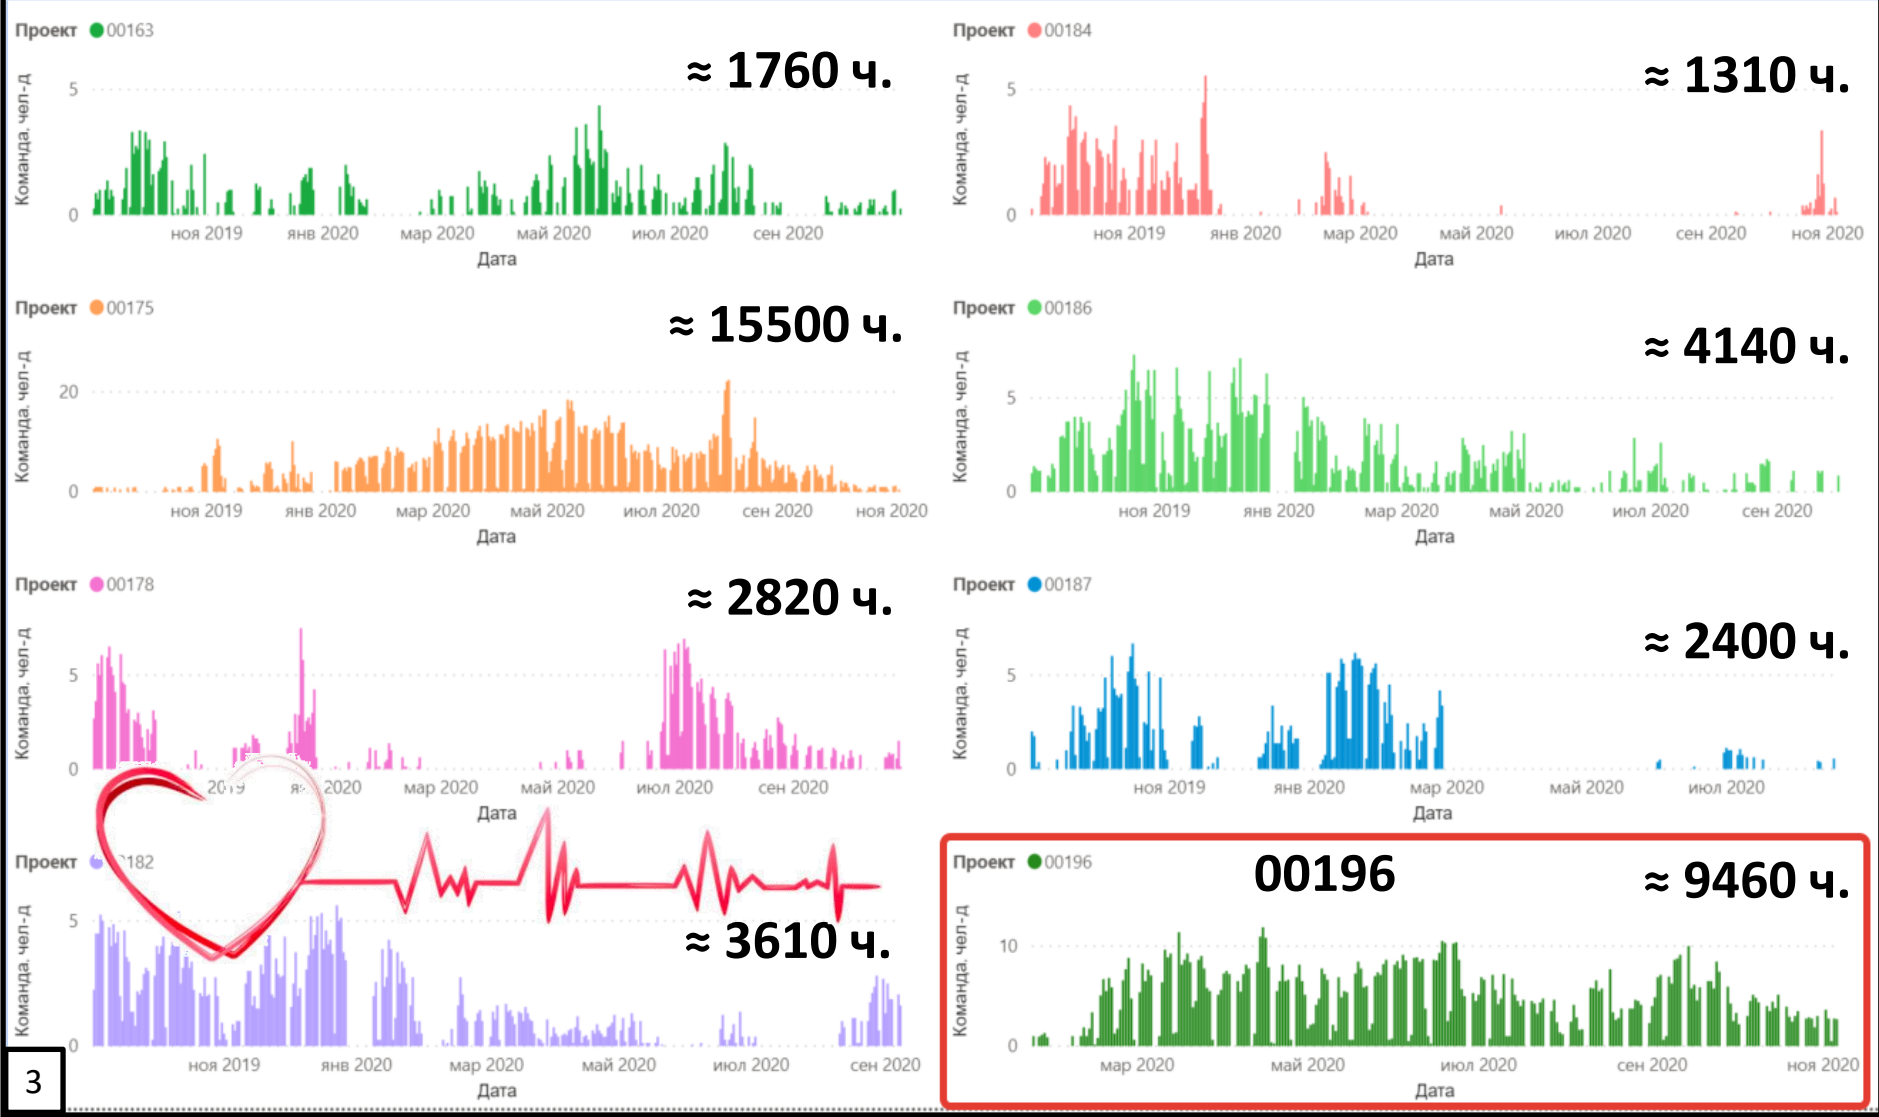 Проект 00163
≈ 1760 ч.
Команда. чел-д
5
0
ноя 2019 янв 2020 мар 2020 май 2020 июл 2020 сен 2020
Дата
Проект 00184
≈ 1310 ч.
Команда. чел-д
5
0
ноя 2019 янв 2020 мар 2020 май 2020 июл 2020 сен 2020 ноя 2020
Дата
Проект 00175
≈ 15500 ч.
Команда. чел-д
20
10
0
ноя 2019 янв 2020 мар 2020 май 2020 июл 2020 сен 2020 ноя 2020
Дата
Проект 00186
≈ 4140 ч.
Команда. чел-д
5
0
ноя 2019 янв 2020 мар 2020 май 2020 июл 2020 сен 2020
Дата
Проект 00178
≈ 2820 ч.
Команда. чел-д
5
0
2019 2020 мар 2020 май 2020 июл 2020 сен 2020
Дата
Проект 00187
≈ 2400 ч.
Команда. чел-д
5
0
ноя 2019 янв 2020 мар 2020 май 2020 июл 2020
Дата
Проект 182
≈ 3610 ч.
Команда. чел-д
5
0
ноя 2019 янв 2020 мар 2020 май 2020 июл 2020 сен 2020
Дата
Проект 00196
00196
≈ 9460 ч.
Команда. чел-д
10
0
мар 2020 май 2020 июл 2020 сен 2020 ноя 2020
Дата
3